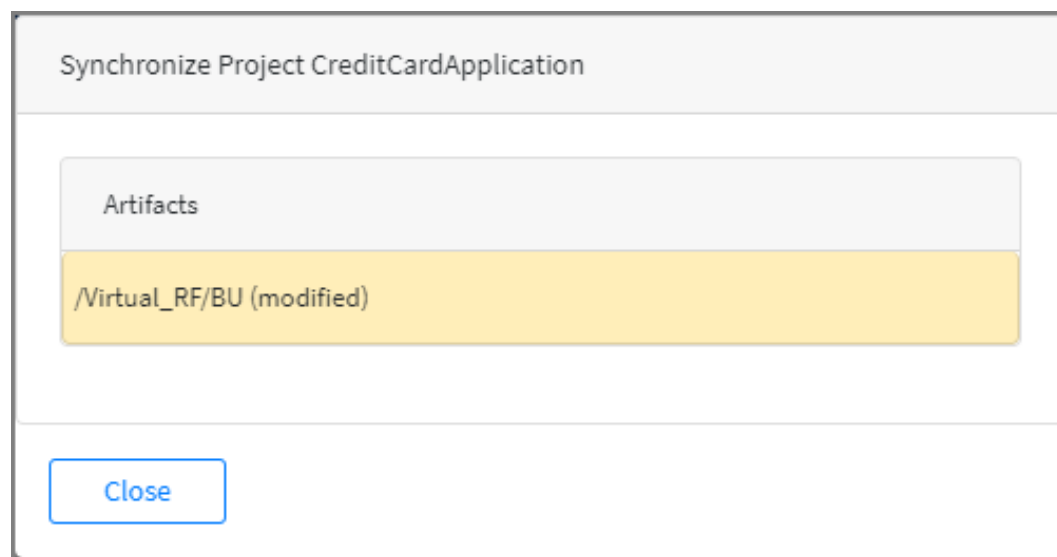 Synchronize Project CreditCardApplication
Artifacts
/Virtual_RF/BU (modified)
Close